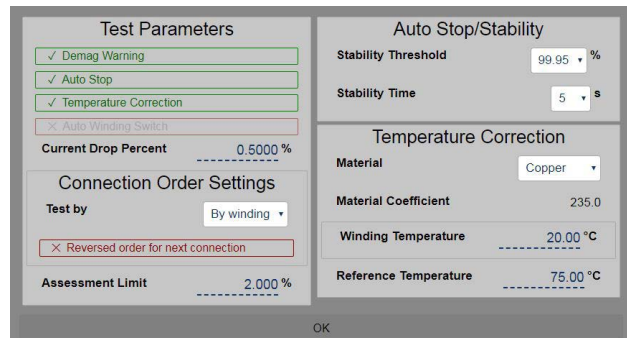 Test Parameters
✓ Demag Warning
✓ Auto Stop
✓ Temperature Correction
✕ Auto Winding Switch
Current Drop Percent 0.5000 %
Connection Order Settings
Test by By winding
✕ Reversed order for next connection
Assessment Limit 2.000 %
Auto Stop/Stability
Stability Threshold 99.95 %
Stability Time 5 s
Temperature Correction
Material Copper
Material Coefficient 235.0
Winding Temperature 20.00 °C
Reference Temperature 75.00 °C
OK